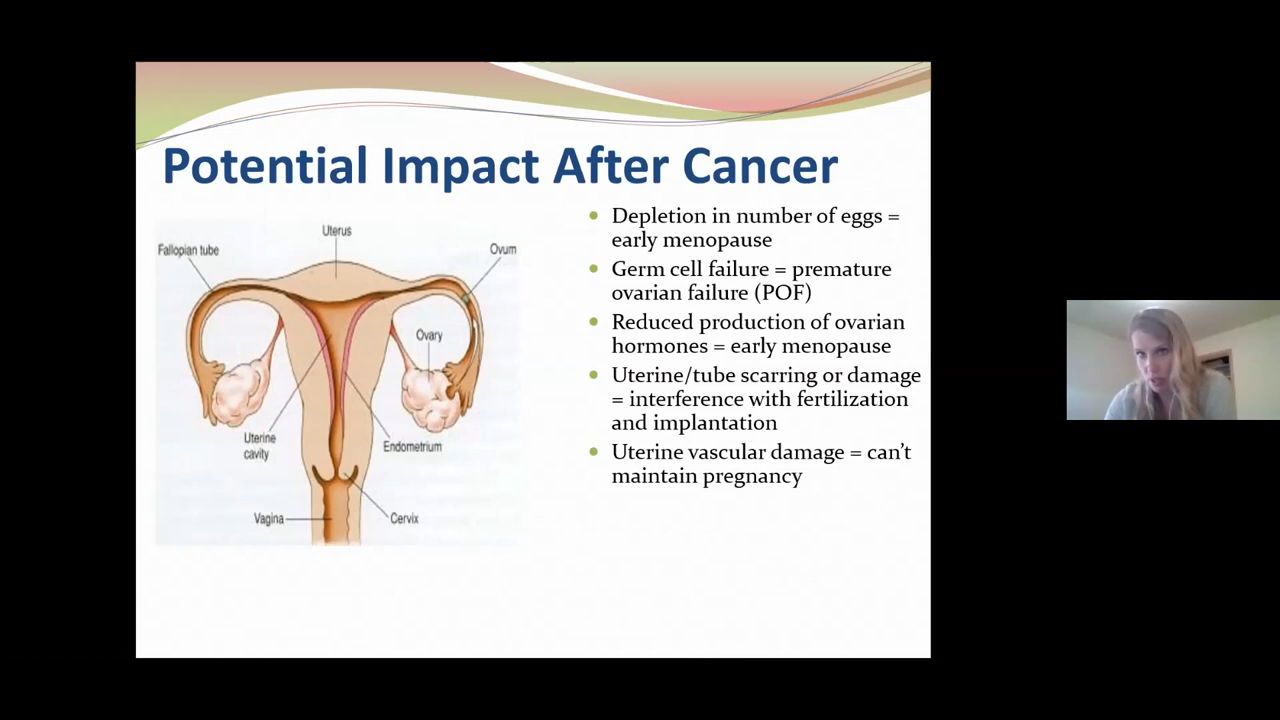 Potential Impact After Cancer
Uterus
Fallopian tube
Ovum
Ovary
Uterine
cavity
Endometrium
Vagina
Cervix
Depletion in number of eggs =
early menopause
Germ cell failure = premature
ovarian failure (POF)
Reduced production of ovarian
hormones = early menopause
Uterine/tube scarring or damage
= interference with fertilization
and implantation
Uterine vascular damage = can’t
maintain pregnancy